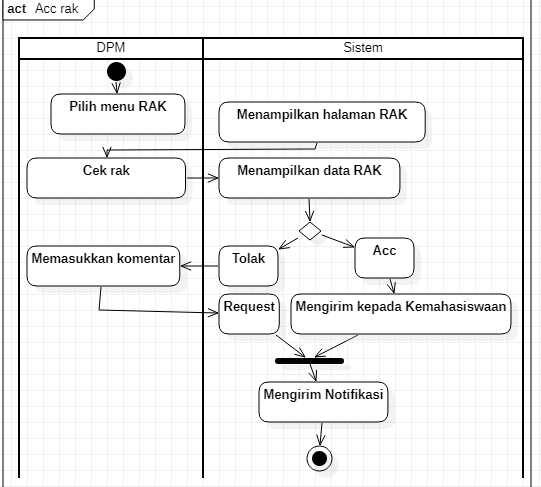 act Acc rak
DPM
Sistem
Pilih menu RAK
Menampilkan halaman RAK
Cek rak
Menampilkan data RAK
Acc
Memasukkan komentar
Tolak
Request
Mengirim kepada Kemahasiswaan
Mengirim Notifikasi